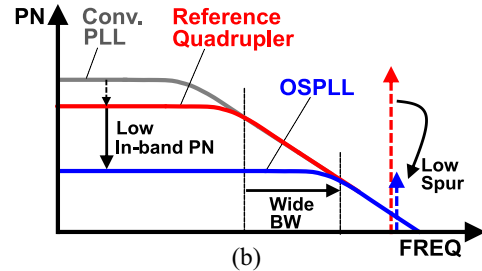 PN
Conv.
PLL
Reference
Quadrupler
OSPLL
Low
In-band PN
Wide
BW
Low
Spur
FREQ
(b)